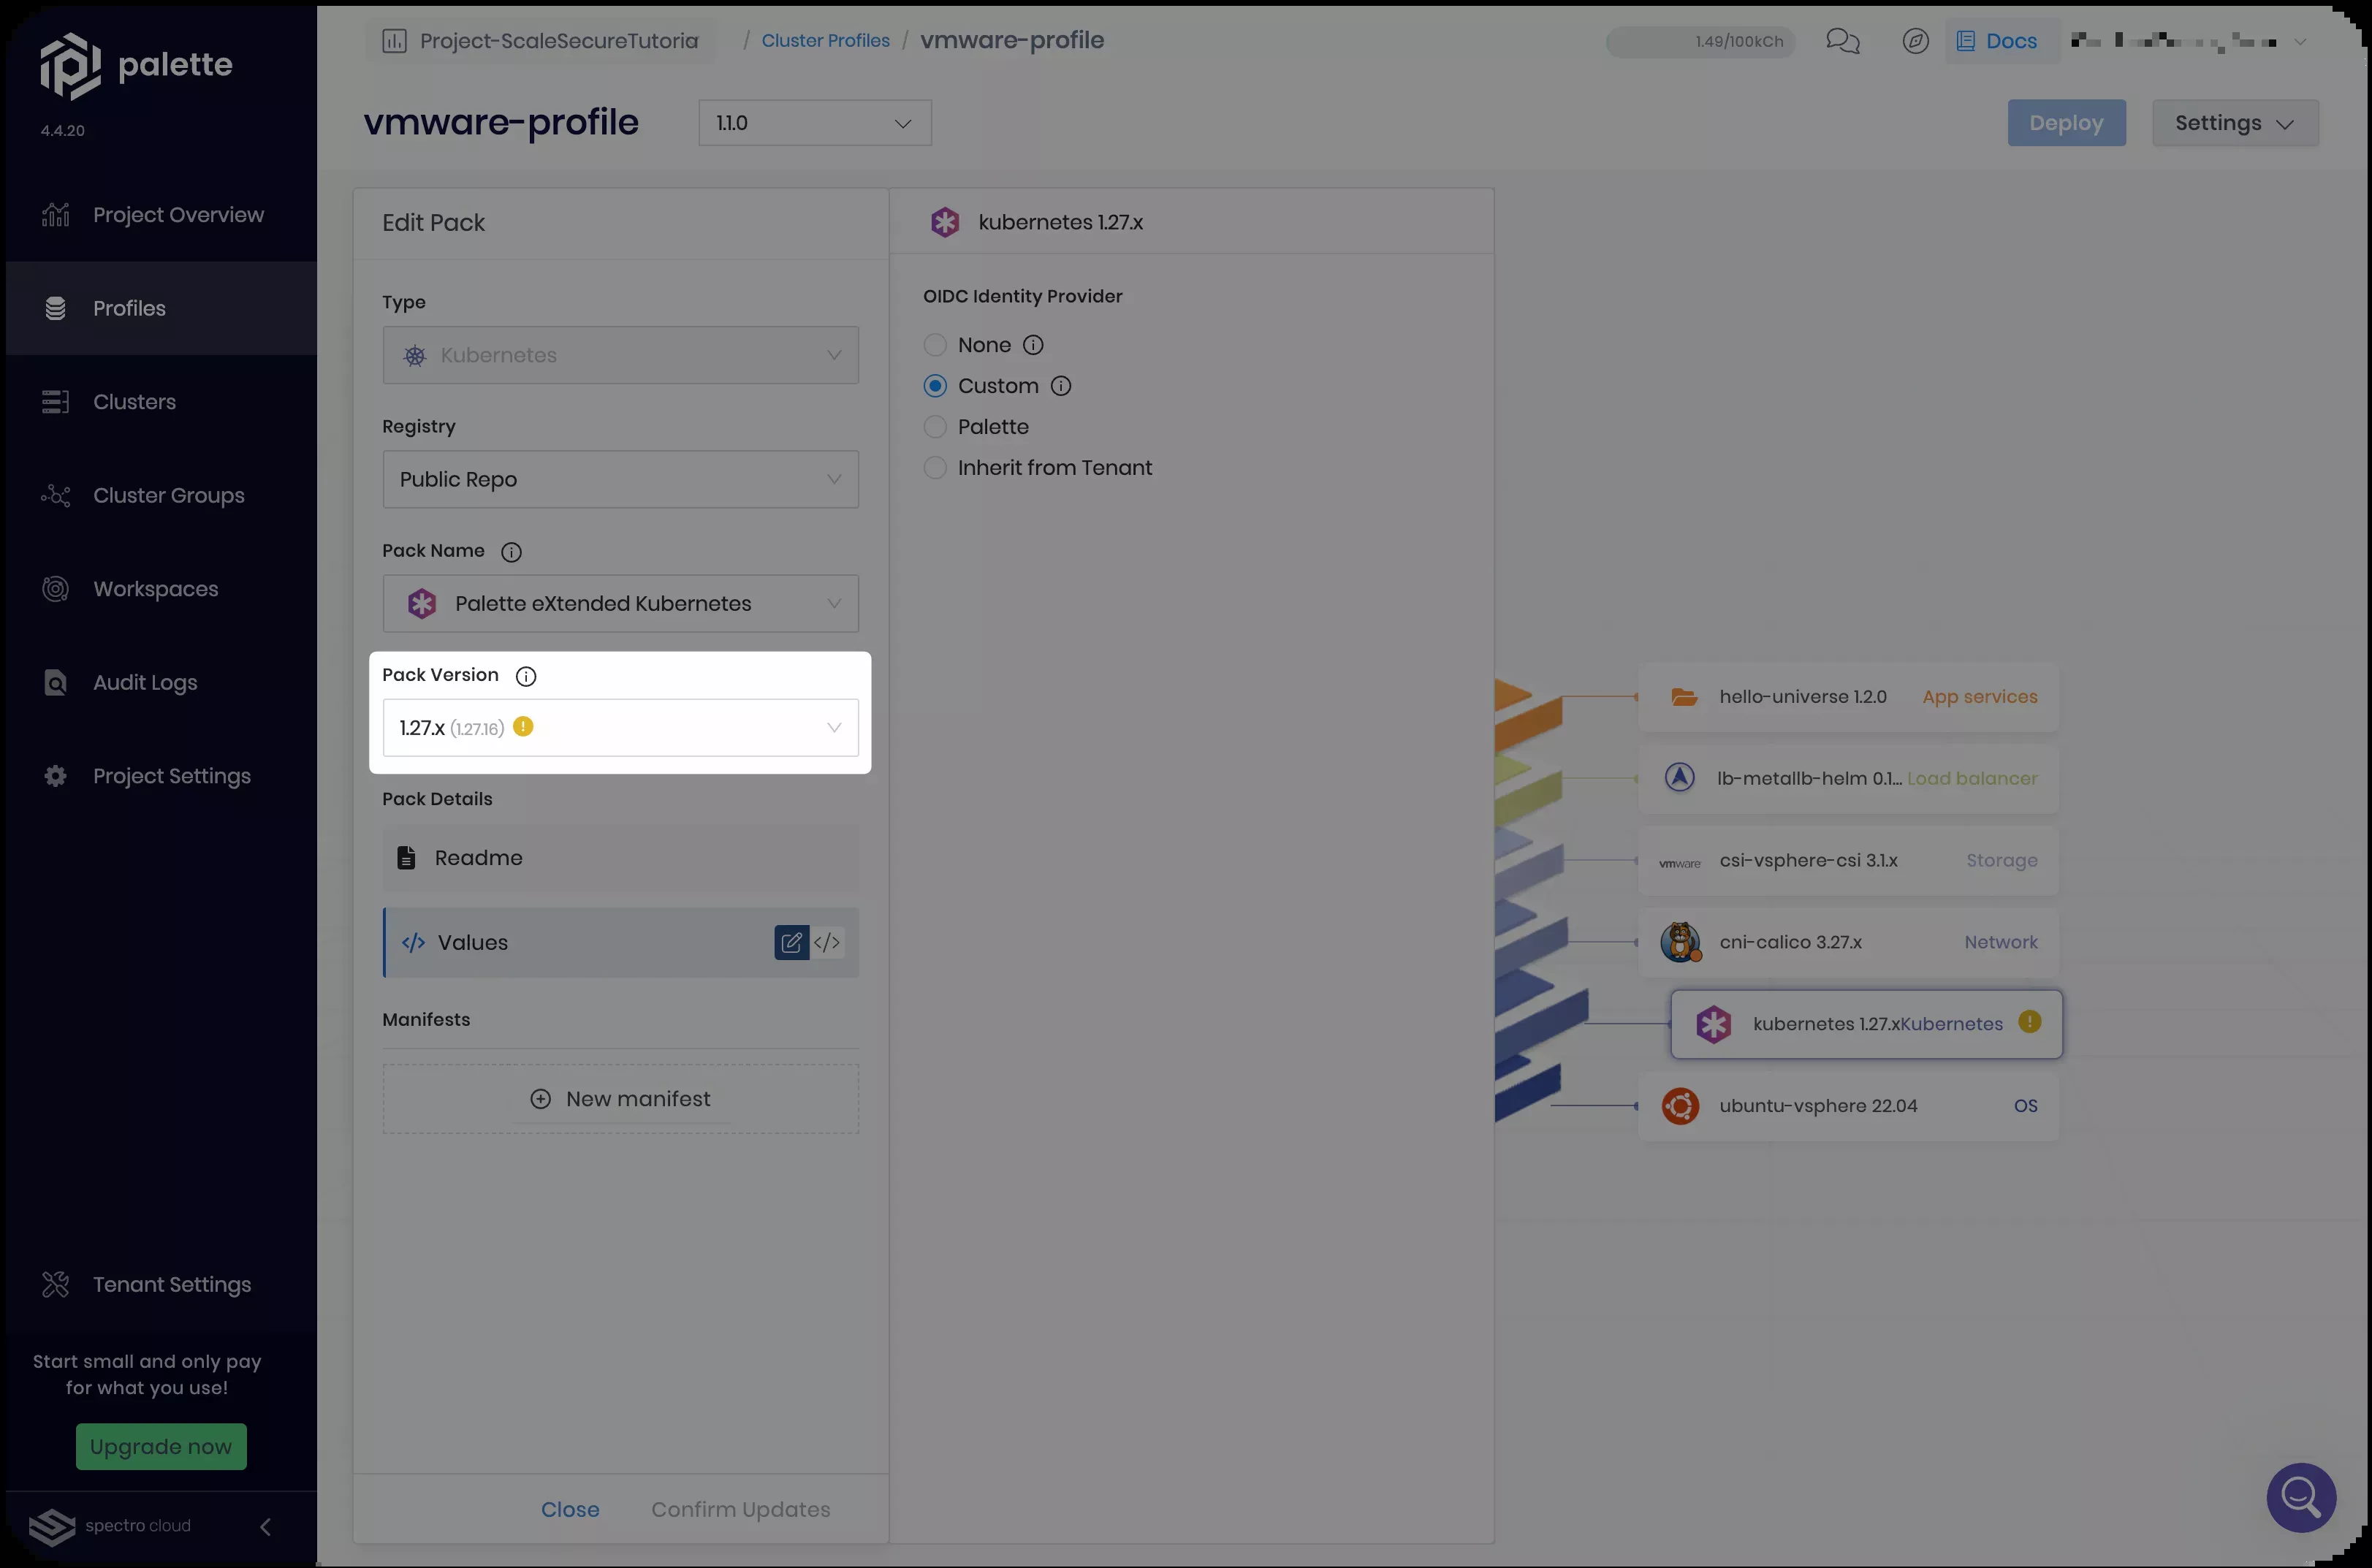 palette
4.4.20
Project Overview
Profiles
Clusters
Cluster Groups
Workspaces
Audit Logs
Project Settings
Tenant Settings
Start small and only pay
for what you use!
Upgrade now
spectro cloud
Project-ScaleSecureTutoria
/ Cluster Profiles / vmware-profile
1.49/100kCh
Docs
vmware-profile
1.1.0
Deploy
Settings
Edit Pack
Type
Kubernetes
Registry
Public Repo
Pack Name
Palette eXtended Kubernetes
Pack Version
1.27.x (1.27.16)
Pack Details
Readme
Values
Manifests
New manifest
Close
Confirm Updates
kubernetes 1.27.x
OIDC Identity Provider
None
Custom
Palette
Inherit from Tenant
hello-universe 1.2.0 App services
lb-metallb-helm 0.1... Load balancer
vmware csi-vsphere-csi 3.1.x Storage
cni-calico 3.27.x Network
kubernetes 1.27.xKubernetes
ubuntu-vsphere 22.04 OS